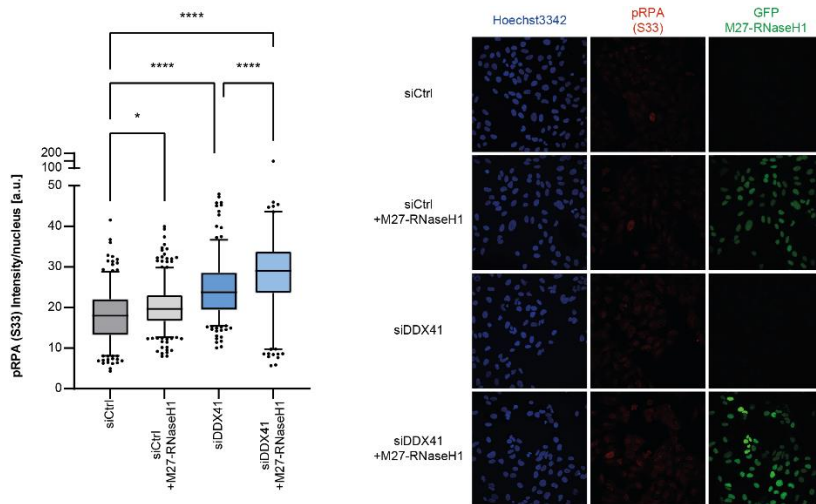 ****
****
****
*
pRPA (S33) Intensity/nucleus [a.u.]
200
100
50
40
30
20
10
0
siCtrl
siCtrl
+M27-RNaseH1
siDDX41
siDDX41
+M27-RNaseH1
Hoechst3342
pRPA
(S33)
GFP
M27-RNaseH1
siCtrl
siCtrl
+M27-RNaseH1
siDDX41
siDDX41
+M27-RNaseH1